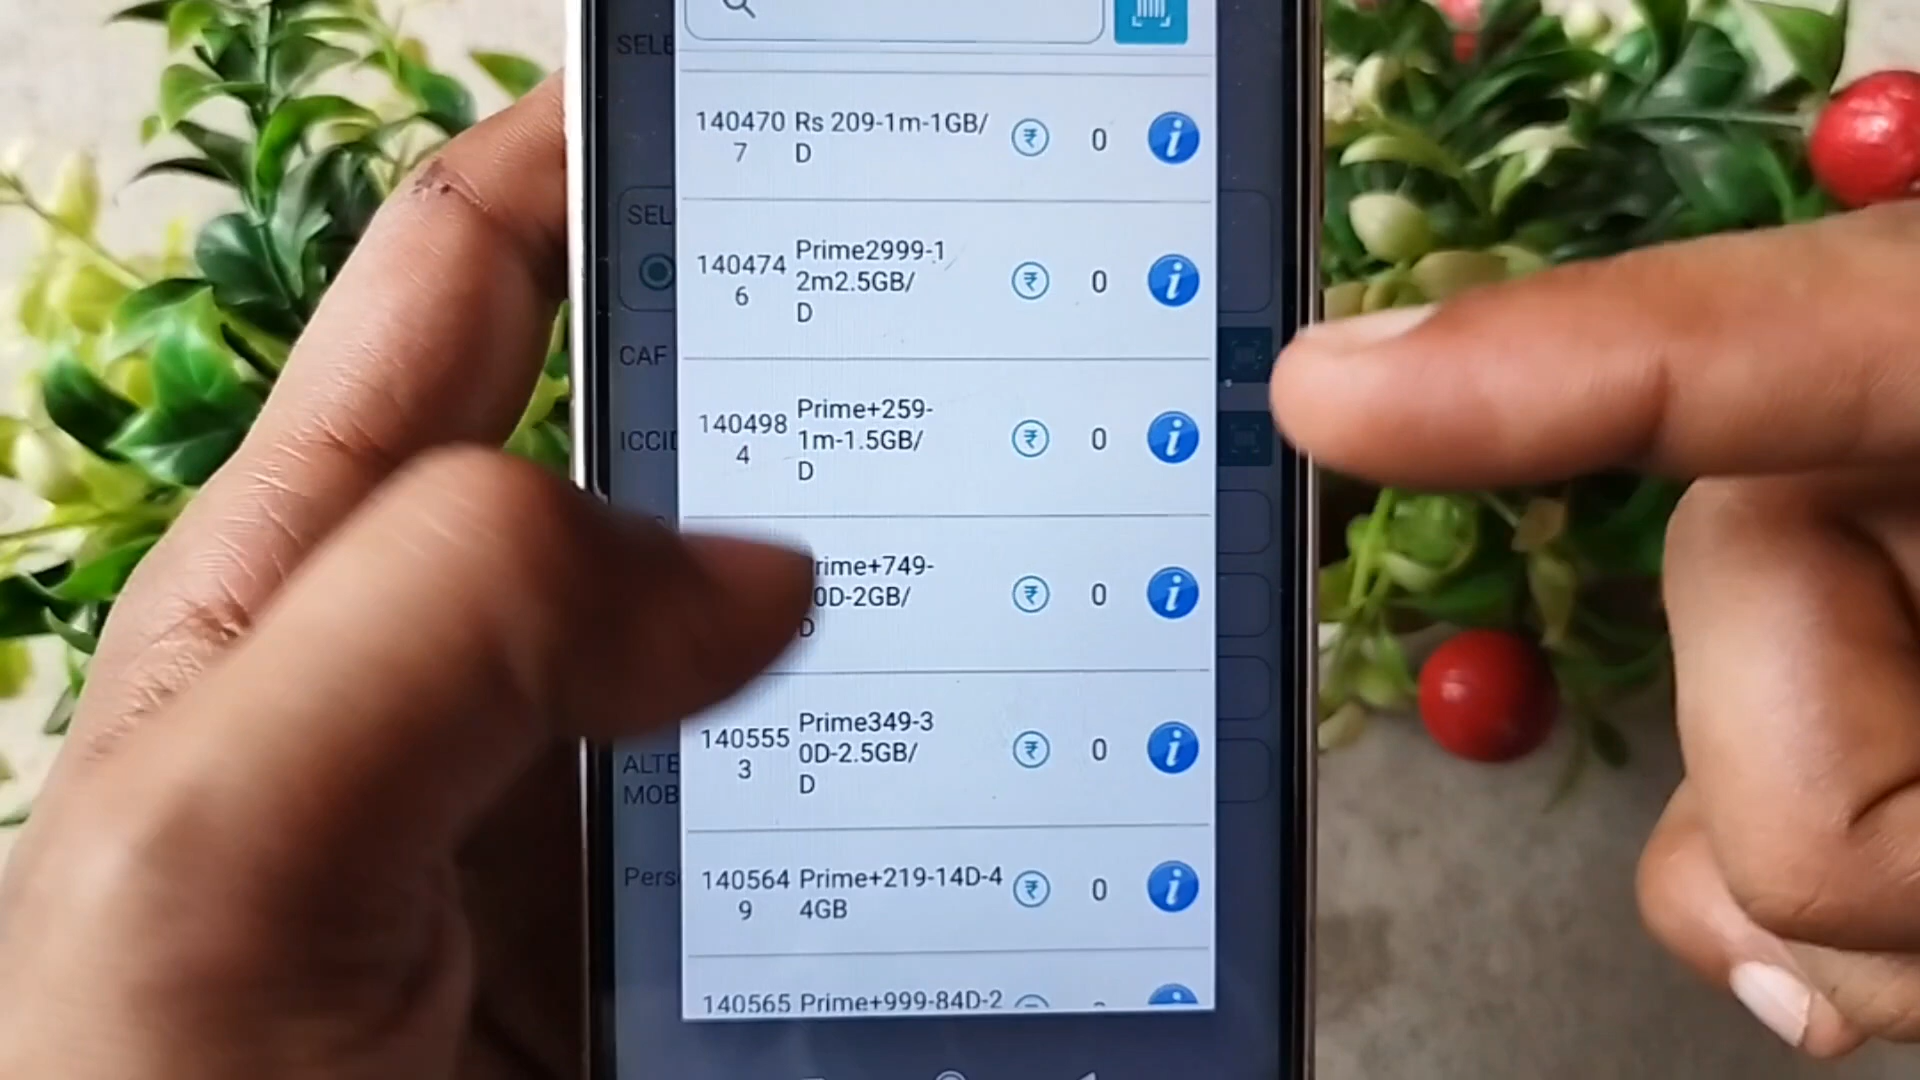 SELE
140470 Rs 209-1m-1GB/
7 D
₹ 0 i
SEL
140474 Prime2999-1
6 2m2.5GB/
D
₹ 0 i
CAF
140498 Prime+259-
4 1m-1.5GB/
D
₹ 0 i
ICCID
rime+749-
0D-2GB/
D
₹ 0 i
140555 Prime349-3
3 0D-2.5GB/
D
₹ 0 i
ALTE
MOB
140564 Prime+219-14D-4
9 4GB
₹ 0 i
Pers
140565 Prime+999-84D-2